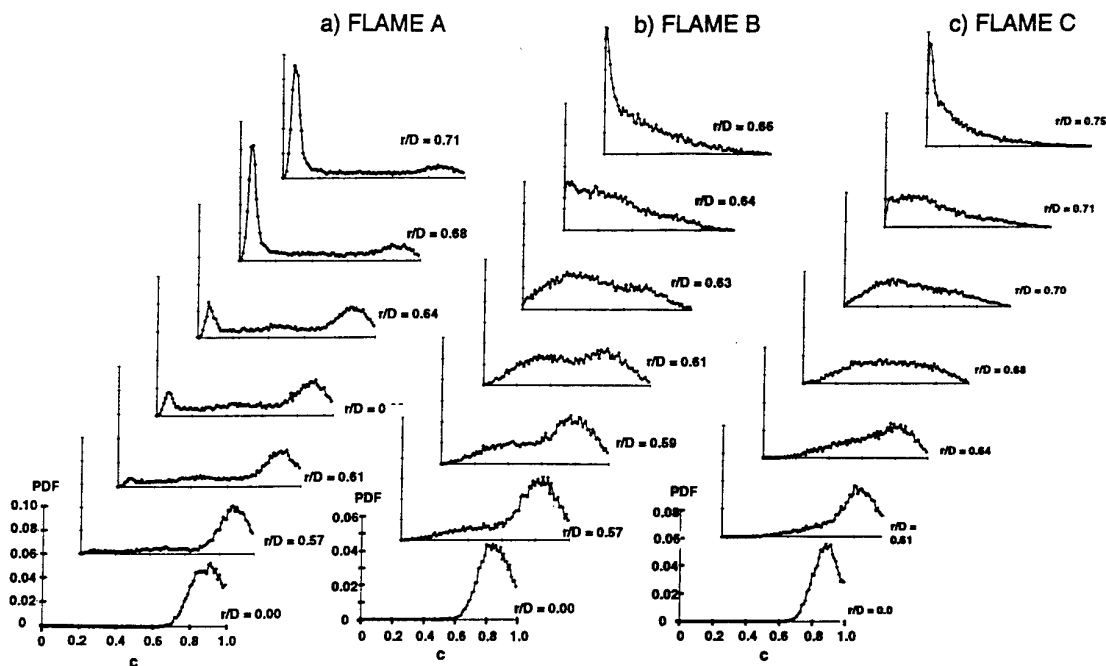 a) FLAME A
r/D = 0.71
r/D = 0.68
r/D = 0.64
r/D = 0
r/D = 0.61
r/D = 0.57
r/D = 0.00
PDF
0.10
0.08
0.06
0.04
0.02
0
0 0.2 0.4 0.6 0.8 1.0
c
b) FLAME B
r/D = 0.66
r/D = 0.64
r/D = 0.63
r/D = 0.61
r/D = 0.59
r/D = 0.57
r/D = 0.00
PDF
0.06
0.04
0.02
0
0 0.2 0.4 0.6 0.8 1.0
c
c) FLAME C
r/D = 0.75
r/D = 0.71
r/D = 0.70
r/D = 0.68
r/D = 0.64
r/D =
0.61
r/D = 0.0
PDF
0.08
0.06
0.04
0.02
0
0 0.2 0.4 0.6 0.8 1.0
c